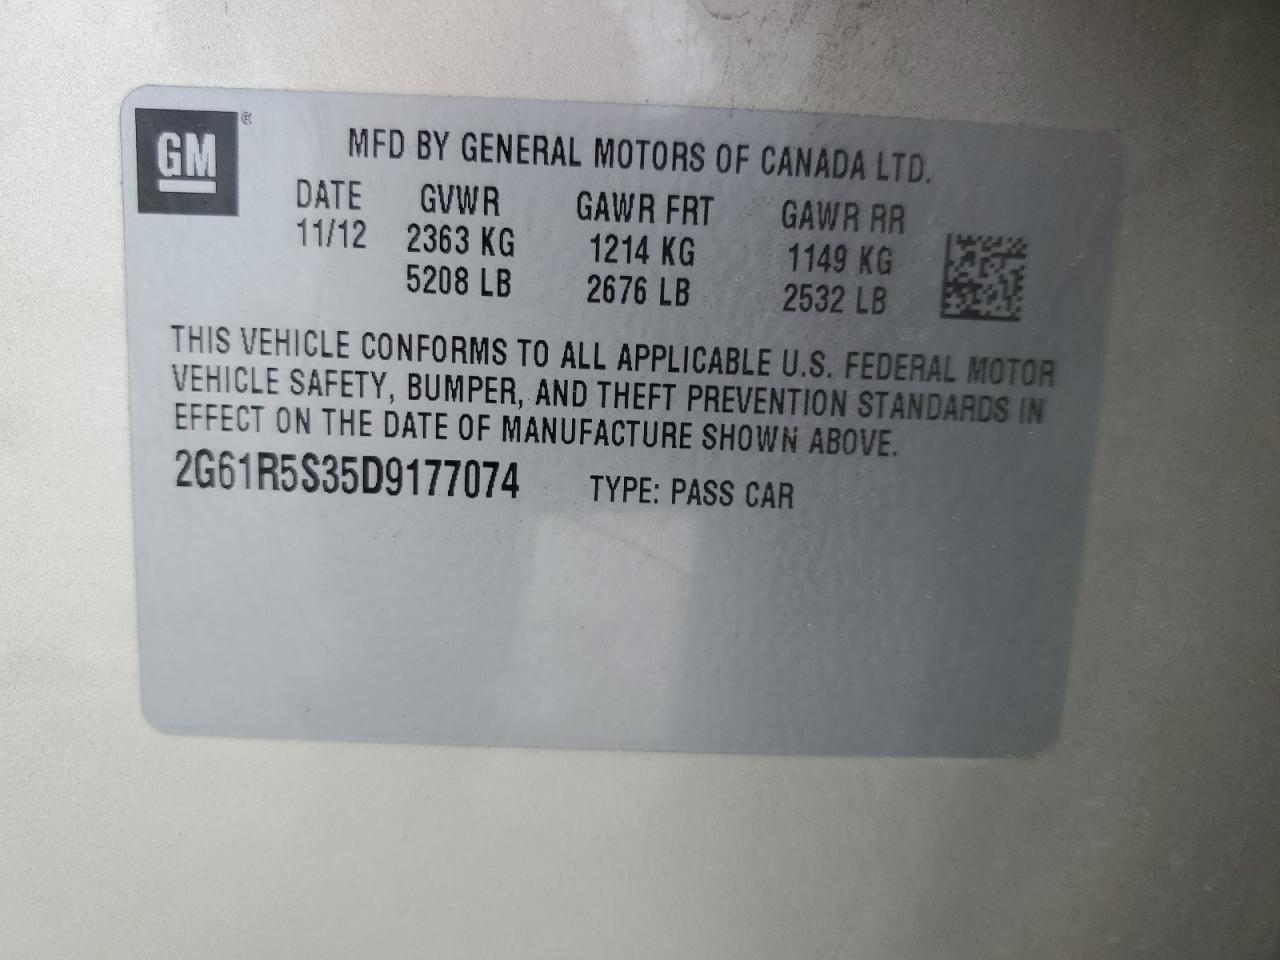 GM ®
MFD BY GENERAL MOTORS OF CANADA LTD.
DATE GVWR GAWR FRT GAWR RR
11/12 2363 KG 1214 KG 1149 KG
5208 LB 2676 LB 2532 LB
THIS VEHICLE CONFORMS TO ALL APPLICABLE U.S. FEDERAL MOTOR
VEHICLE SAFETY, BUMPER, AND THEFT PREVENTION STANDARDS IN
EFFECT ON THE DATE OF MANUFACTURE SHOWN ABOVE.
2G61R5S35D9177074 TYPE: PASS CAR